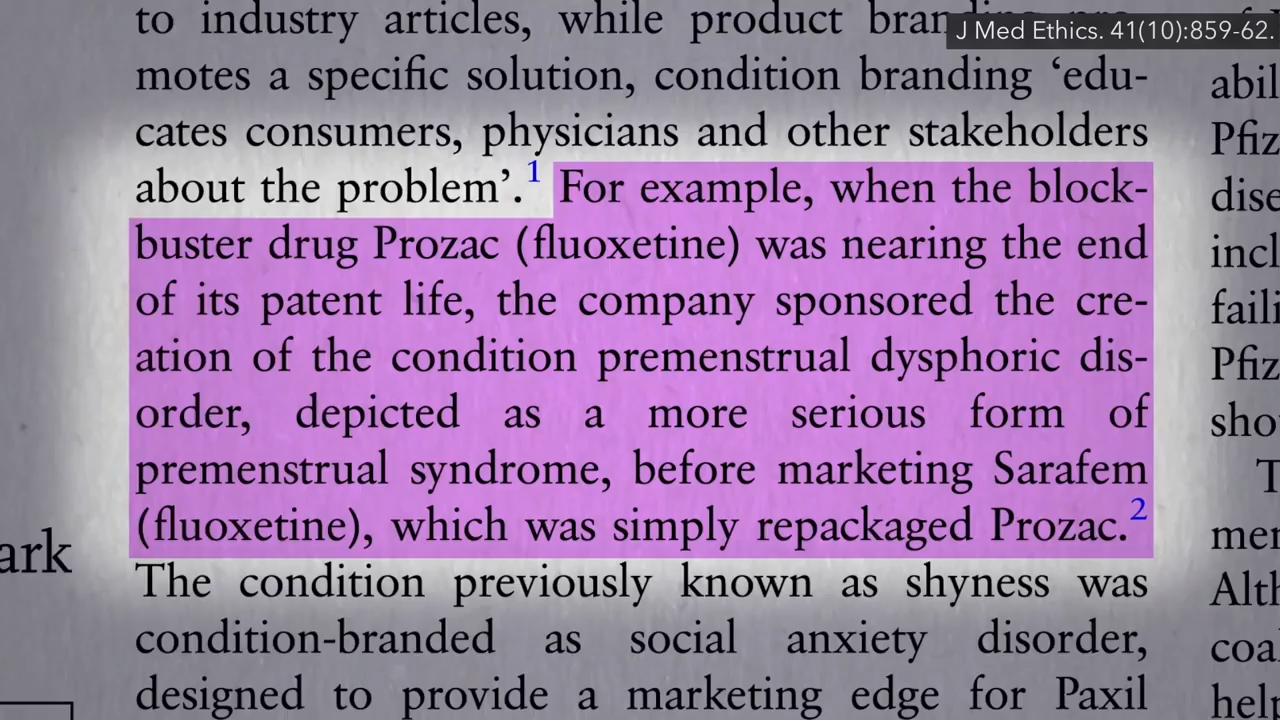 J Med Ethics. 41(10):859-62.
to industry articles, while product branding pro-
motes a specific solution, condition branding ‘edu-
cates consumers, physicians and other stakeholders
about the problem’.1 For example, when the block-
buster drug Prozac (fluoxetine) was nearing the end
of its patent life, the company sponsored the cre-
ation of the condition premenstrual dysphoric dis-
order, depicted as a more serious form of
premenstrual syndrome, before marketing Sarafem
(fluoxetine), which was simply repackaged Prozac.2
The condition previously known as shyness was
condition-branded as social anxiety disorder,
designed to provide a marketing edge for Paxil
ark
abil
Pfiz
dise
incl
faili
Pfiz
sho
T
mer
Alth
coa
help